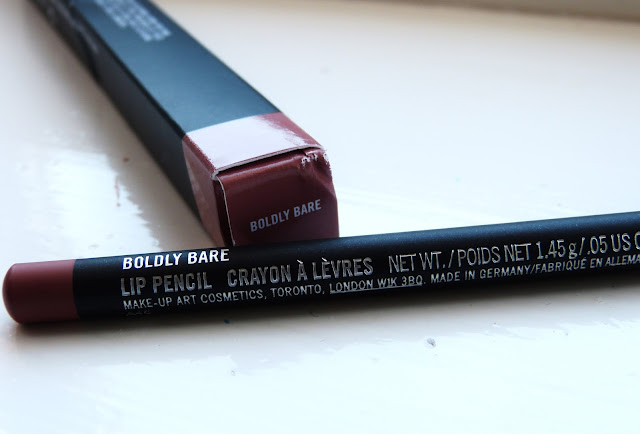 BOLDLY BARE
BOLDLY BARE
LIP PENCIL CRAYON À LÈVRES NET WT./POIDS NET 1.45 g/.05 US
MAKE-UP ART COSMETICS, TORONTO, LONDON W1K 3BQ. MADE IN GERMANY/FABRIQUÉ EN ALLEMA